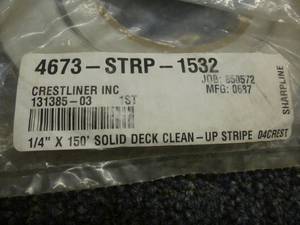 4673-STRP-1532
CRESTLINER INC JOB: 858572
131385-03 1ST MFG: 0687
1/4" X 150' SOLID DECK CLEAN-UP STRIPE 04CREST
SHARPLINE